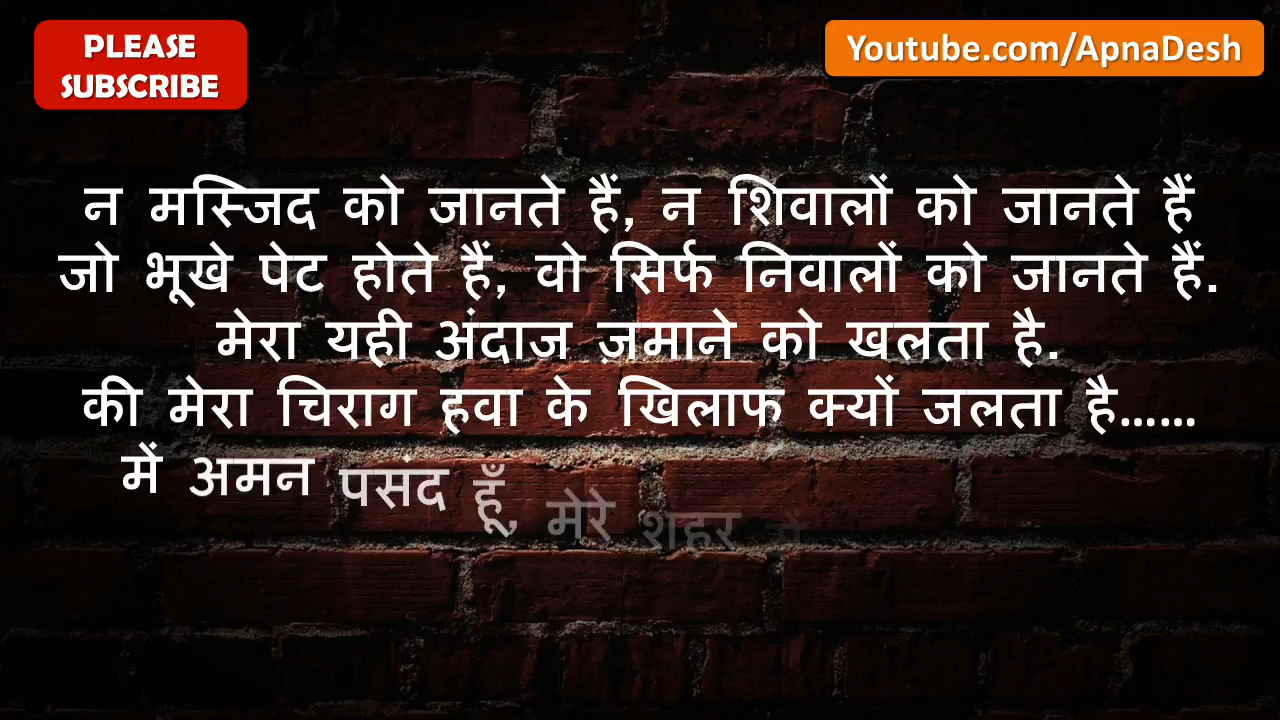 PLEASE
SUBSCRIBE
Youtube.com/ApnaDesh
न मस्जिद को जानते हैं, न शिवालों को जानते हैं
जो भूखे पेट होते हैं, वो सिर्फ निवालों को जानते हैं.
मेरा यही अंदाज ज़माने को खलता है.
की मेरा चिराग हवा के खिलाफ क्यों जलता है......
में अमन पसंद हूँ, मेरे शहर में